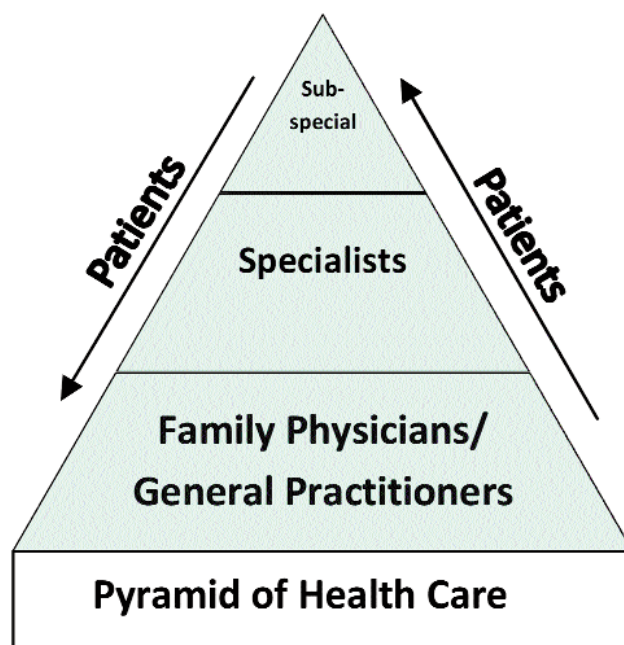 Sub-
special
Patients
Patients
Specialists
Family Physicians/
General Practitioners
Pyramid of Health Care